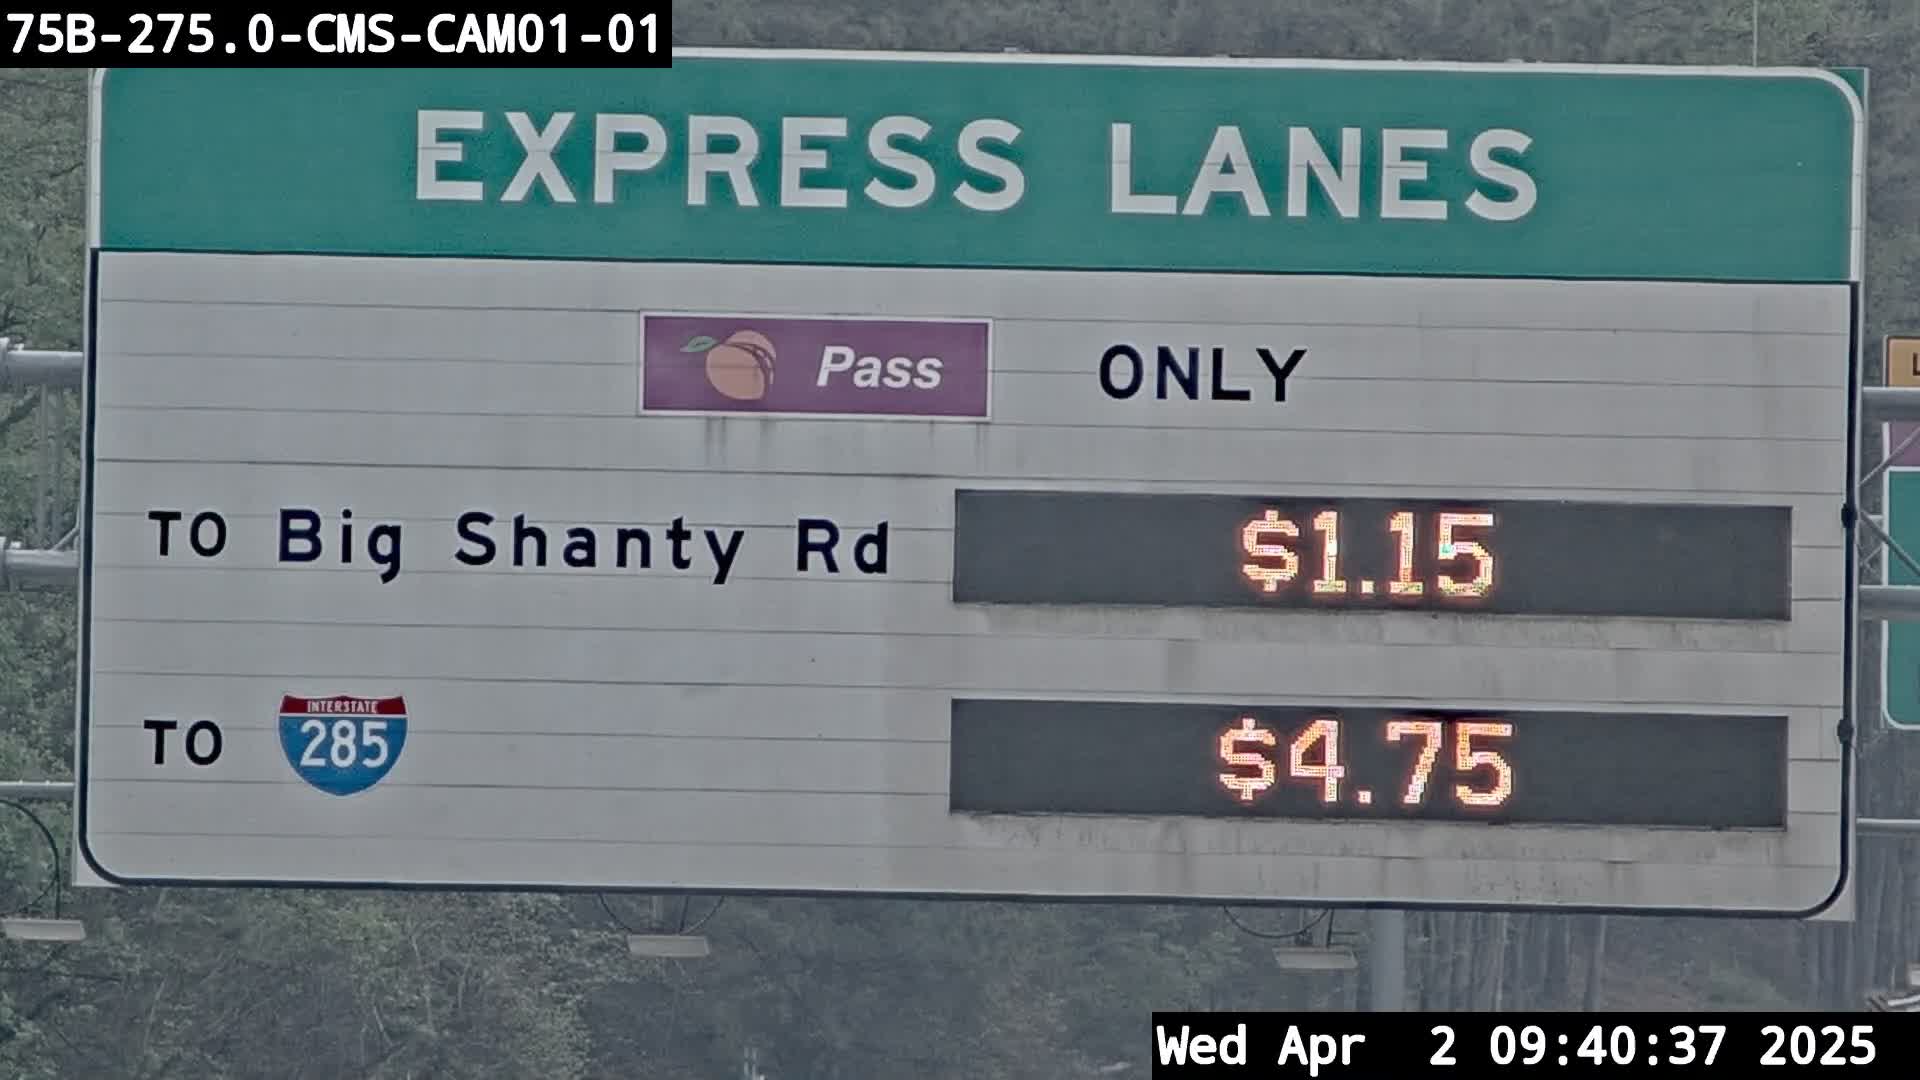 75B-275.0-CMS-CAM01-01
EXPRESS LANES
Pass ONLY
TO Big Shanty Rd $1.15
INTERSTATE
TO 285 $4.75
Wed Apr 2 09:40:37 2025